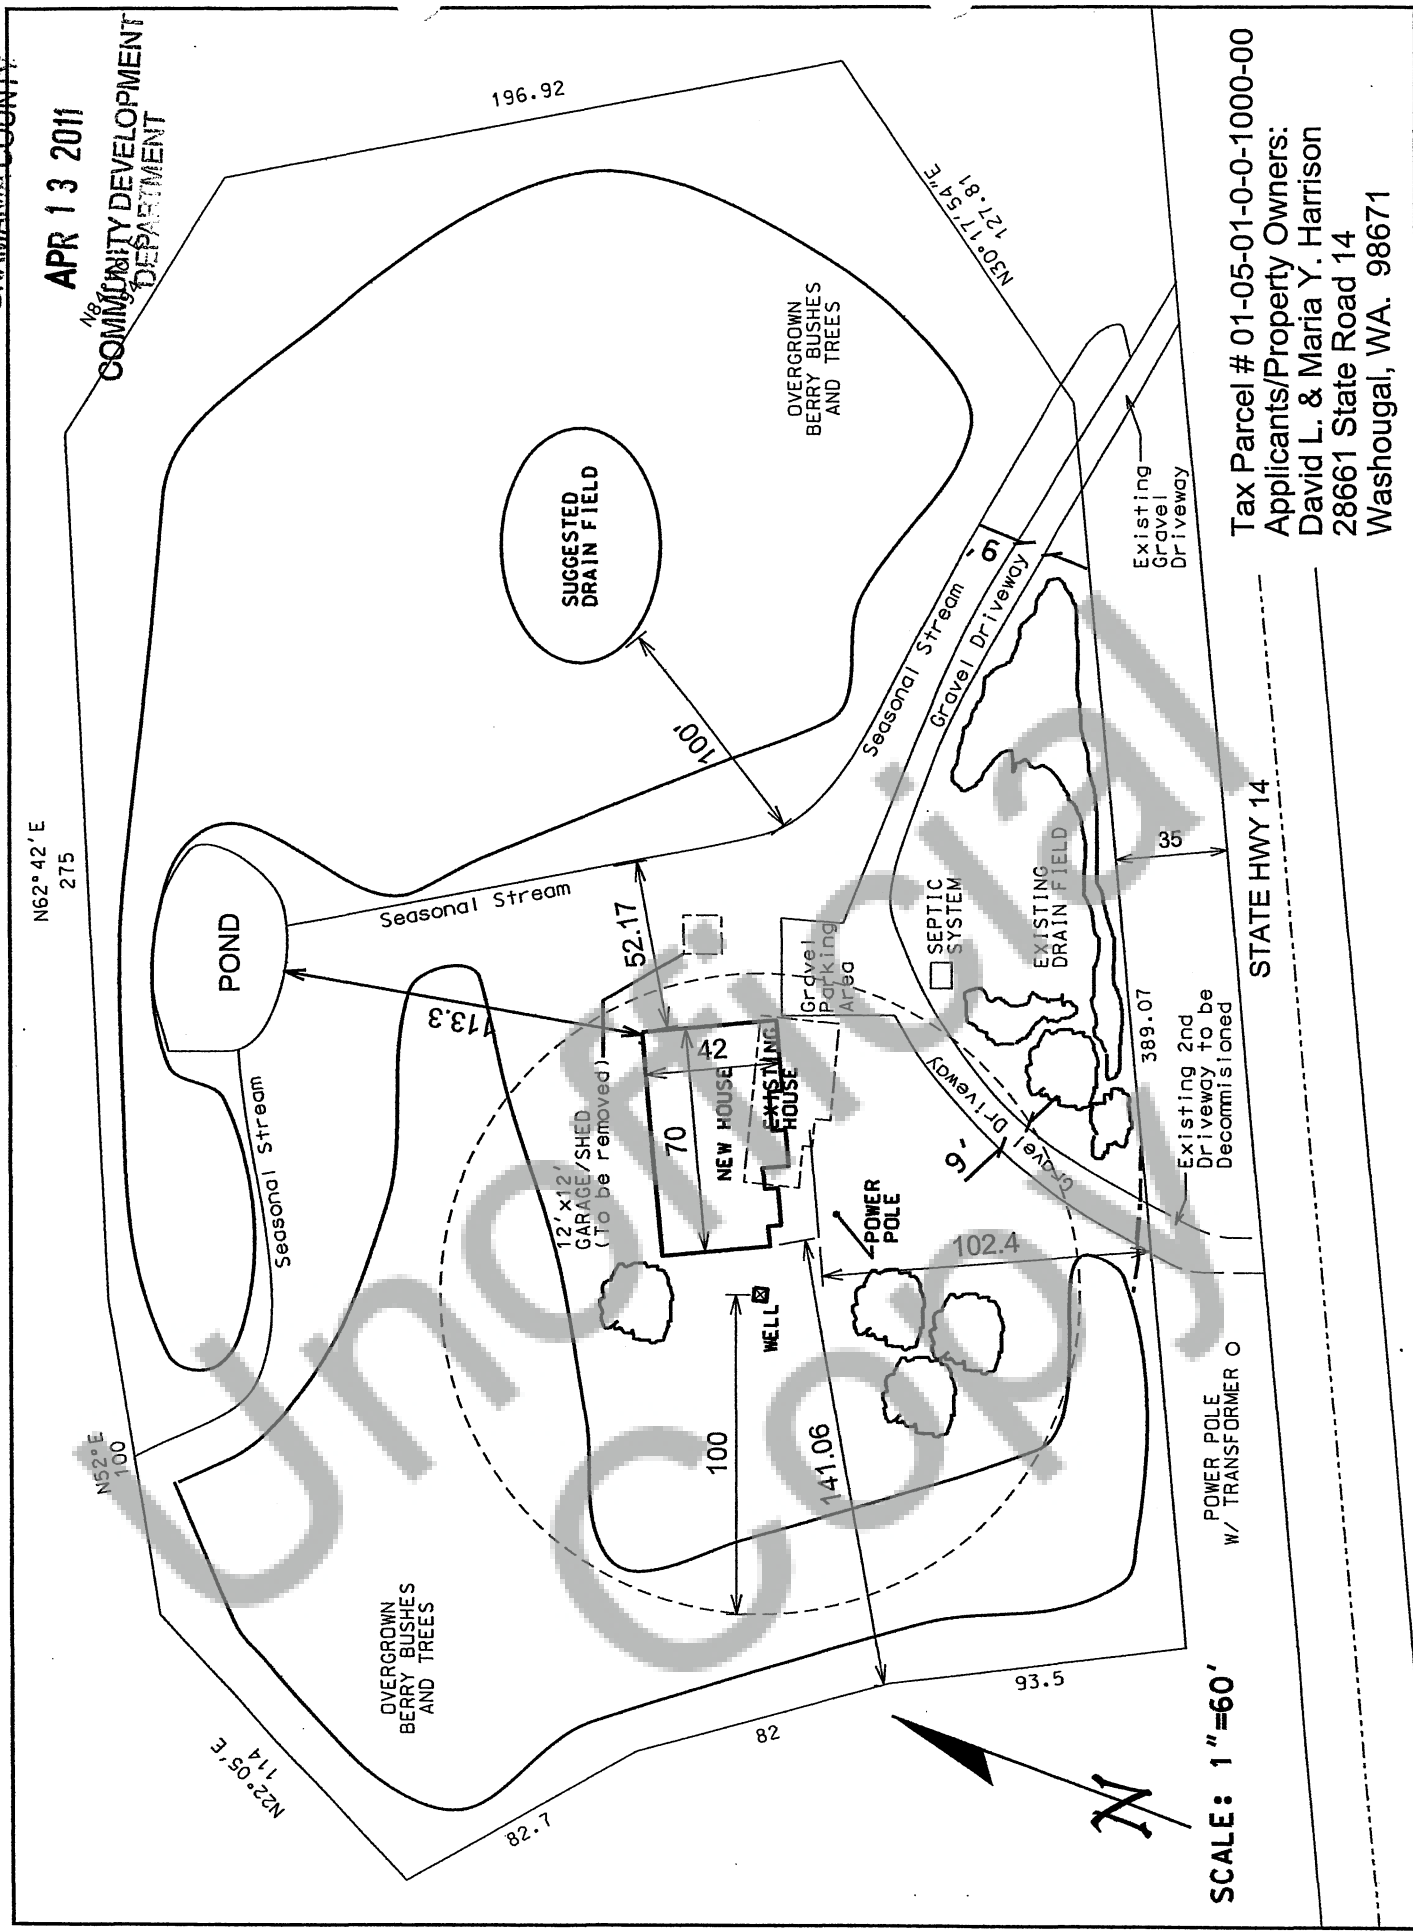 APR 13 2011
COMMUNITY DEVELOPMENT
DEPARTMENT
196.92
N30°17'54"E
127.81
N62°42'E
275
N52°E
100
N22°05'E
114
82.7
82
93.5
389.07
POND
Seasonal Stream
Seasonal Stream
Seasonal Stream
SUGGESTED
DRAIN FIELD
100'
OVERGROWN
BERRY BUSHES
AND TREES
OVERGROWN
BERRY BUSHES
AND TREES
113.3
52.17
12'x12'
GARAGE/SHED
(To be removed)
42
70
NEW HOUSE
EXISTING
HOUSE
Gravel
Parking
Area
Gravel Driveway
9'
Gravel Driveway
9'
Existing
Gravel
Driveway
SEPTIC
SYSTEM
EXISTING
DRAIN FIELD
35
POWER
POLE
102.4
WELL
100
141.06
Existing 2nd
Driveway to be
Decommisioned
POWER POLE
W/ TRANSFORMER
STATE HWY 14
N
SCALE: 1"=60'
Tax Parcel # 01-05-01-0-0-1000-00
Applicants/Property Owners:
David L. & Maria Y. Harrison
28661 State Road 14
Washougal, WA. 98671
Unofficial
Copy